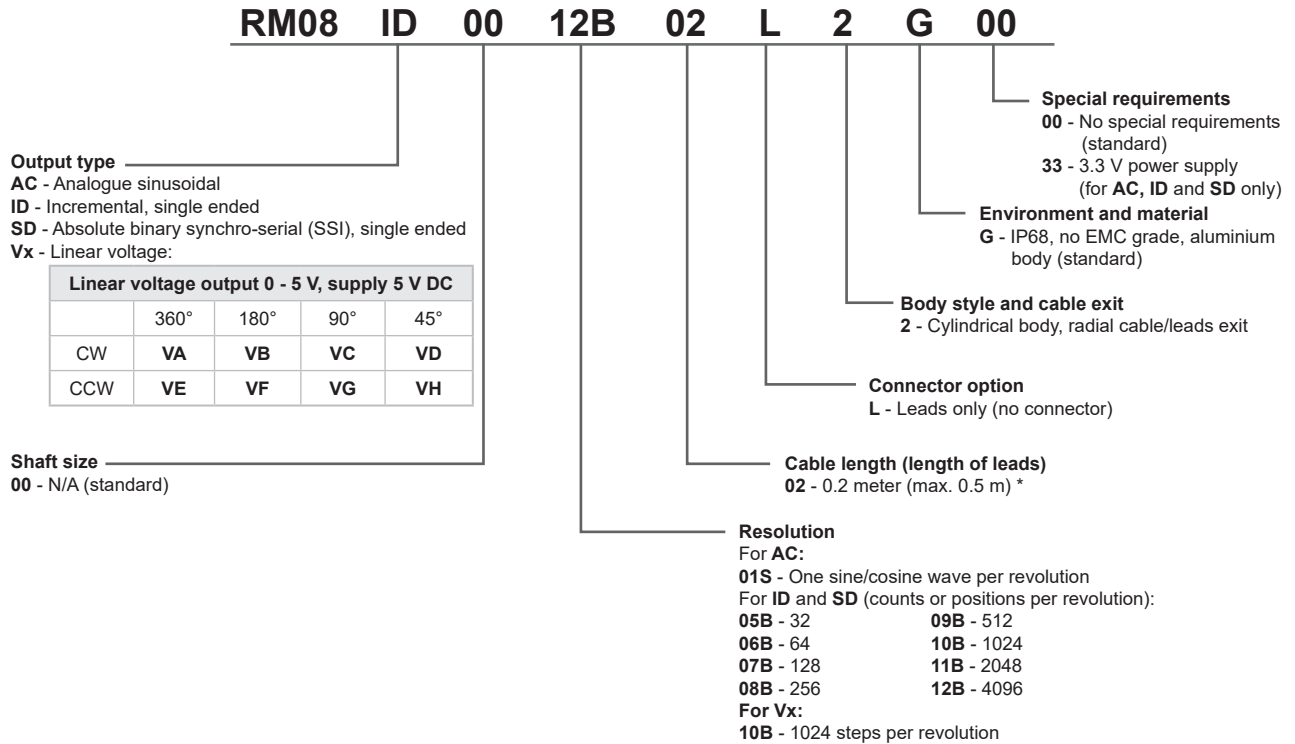 RM08 ID 00 12B 02 L 2 G 00
Special requirements
00 - No special requirements
(standard)
33 - 3.3 V power supply
(for AC, ID and SD only)
Output type
AC - Analogue sinusoidal
ID - Incremental, single ended
SD - Absolute binary synchro-serial (SSI), single ended
Vx - Linear voltage:
Linear voltage output 0 - 5 V, supply 5 V DC
360° 180° 90° 45°
CW VA VB VC VD
CCW VE VF VG VH
Environment and material
G - IP68, no EMC grade, aluminium
body (standard)
Body style and cable exit
2 - Cylindrical body, radial cable/leads exit
Connector option
L - Leads only (no connector)
Shaft size
00 - N/A (standard)
Cable length (length of leads)
02 - 0.2 meter (max. 0.5 m) *
Resolution
For AC:
01S - One sine/cosine wave per revolution
For ID and SD (counts or positions per revolution):
05B - 32 09B - 512
06B - 64 10B - 1024
07B - 128 11B - 2048
08B - 256 12B - 4096
For Vx:
10B - 1024 steps per revolution